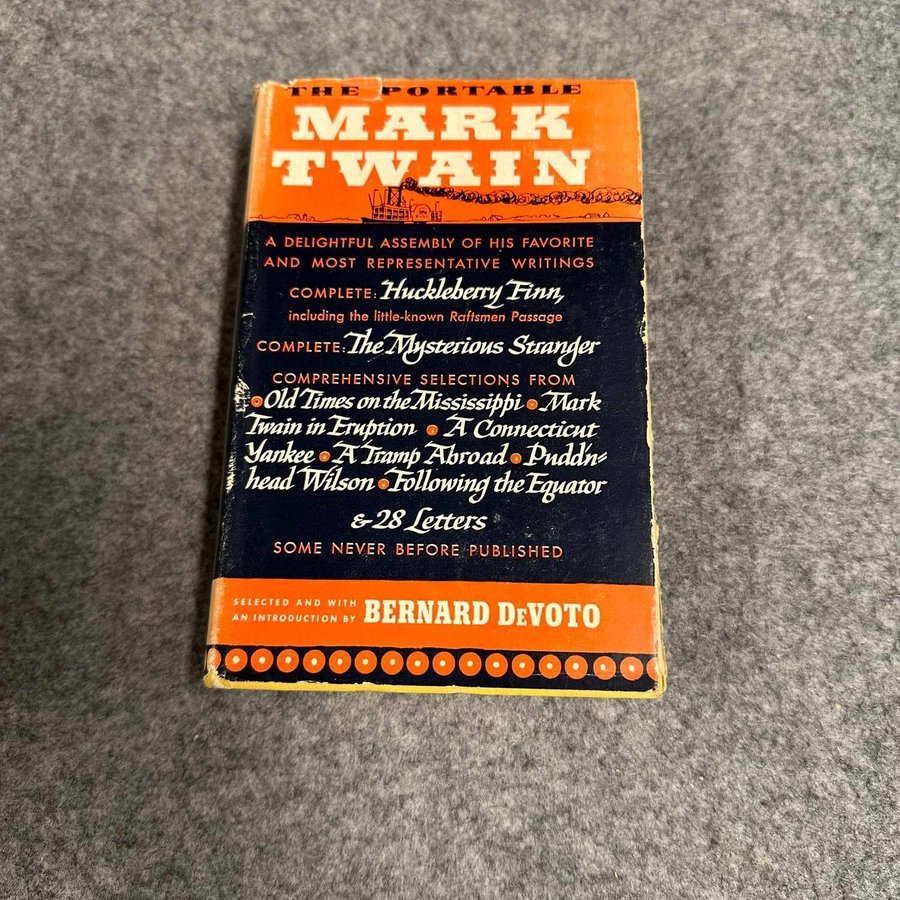 THE PORTABLE
MARK
TWAIN
A DELIGHTFUL ASSEMBLY OF HIS FAVORITE
AND MOST REPRESENTATIVE WRITINGS
COMPLETE: Huckleberry Finn,
including the little-known Raftsmen Passage
COMPLETE: The Mysterious Stranger
COMPREHENSIVE SELECTIONS FROM
Old Times on the Mississippi • Mark
Twain in Eruption • A Connecticut
Yankee • A Tramp Abroad • Pudd'n-
head Wilson • Following the Equator
& 28 Letters
SOME NEVER BEFORE PUBLISHED
SELECTED AND WITH
AN INTRODUCTION BY BERNARD DeVOTO